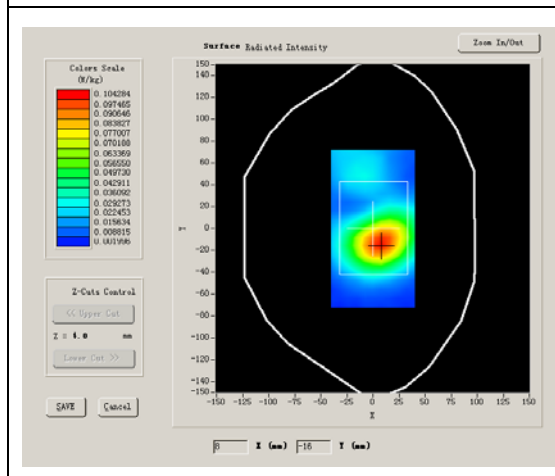 Surface Radiated Intensity
Zoom In/Out
Colors Scale
(W/kg)
0.104284
0.097465
0.090646
0.083827
0.077007
0.070188
0.063369
0.056550
0.049730
0.042911
0.036092
0.029273
0.022453
0.015634
0.008815
0.001996
Z-Cuts Control
<< Upper Cut
Z = 4.0 mm
Lower Cut >>
SAVE
Cancel
150
140
120
100
80
60
40
20
0
-20
-40
-60
-80
-100
-120
-140
-150
Y
-150 -125 -100 -75 -50 -25 0 25 50 75 100 125 150
X
8 X (mm) -16 Y (mm)